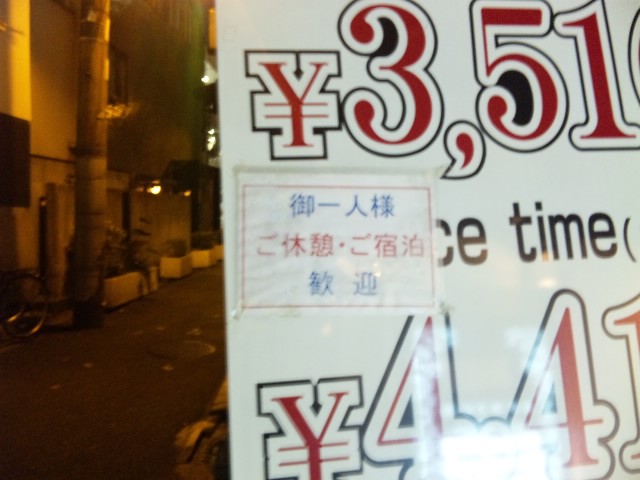 ¥3,51
御一人様
ご休憩・ご宿泊
歓迎
ce time(
¥4,41